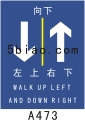 向下
5biao.com
左上右下
WALK UP LEFT
AND DOWN RIGHT
A473